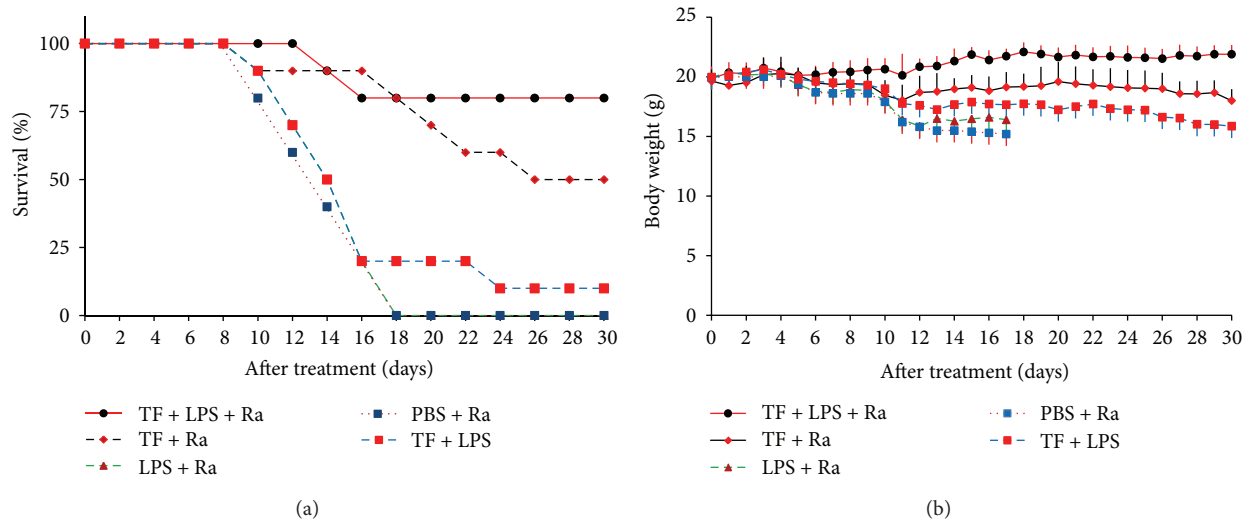 100
75
50
25
0
Survival (%)
0 2 4 6 8 10 12 14 16 18 20 22 24 26 28 30
After treatment (days)
TF + LPS + Ra
TF + Ra
LPS + Ra
PBS + Ra
TF + LPS
(a)
25
20
15
10
5
0
Body weight (g)
0 2 4 6 8 10 12 14 16 18 20 22 24 26 28 30
After treatment (days)
TF + LPS + Ra
TF + Ra
LPS + Ra
PBS + Ra
TF + LPS
(b)